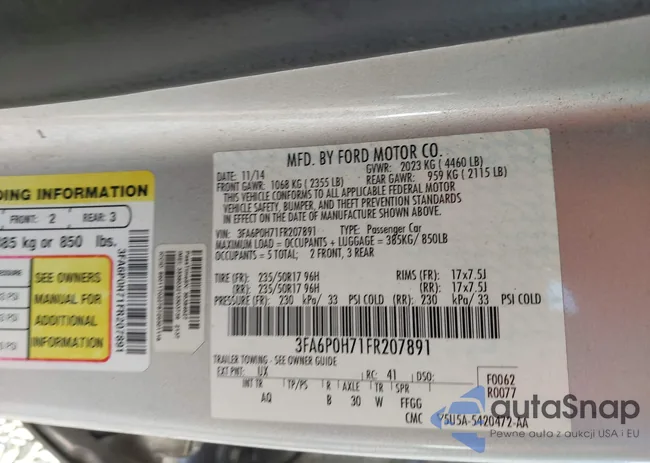 DING INFORMATION
FRONT: 2 REAR: 3
385 kg or 850 lbs.
SEE OWNERS
MANUAL FOR
ADDITIONAL
INFORMATION
3FA6P0H71FR207891
MFD. BY FORD MOTOR CO.
DATE: 11/14 GVWR: 2023 KG (4460 LB)
FRONT GAWR: 1068 KG (2355 LB) REAR GAWR: 959 KG (2115 LB)
THIS VEHICLE CONFORMS TO ALL APPLICABLE FEDERAL MOTOR
VEHICLE SAFETY, BUMPER, AND THEFT PREVENTION STANDARDS
IN EFFECT ON THE DATE OF MANUFACTURE SHOWN ABOVE.
VIN: 3FA6P0H71FR207891 TYPE: Passenger Car
MAXIMUM LOAD = OCCUPANTS + LUGGAGE = 385KG/850LB
OCCUPANTS = 5 TOTAL; 2 FRONT, 3 REAR
TIRE (FR): 235/50R17 96H RIMS (FR): 17x7.5J
(RR): 235/50R17 96H (RR): 17x7.5J
PRESSURE (FR): 230 kPa/ 33 PSI COLD (RR): 230 kPa/ 33 PSI COLD
3FA6P0H71FR207891
TRAILER TOWING - SEE OWNER GUIDE
EXT PNT: UX RC: 41 DSO: F0062
INT TR TP/PS R AXLE TR SPR R0077
AQ B 30 W FFGG
CMC 5U5A-5420472-AA
autaSnap
Pewne auta z aukcji USA i EU